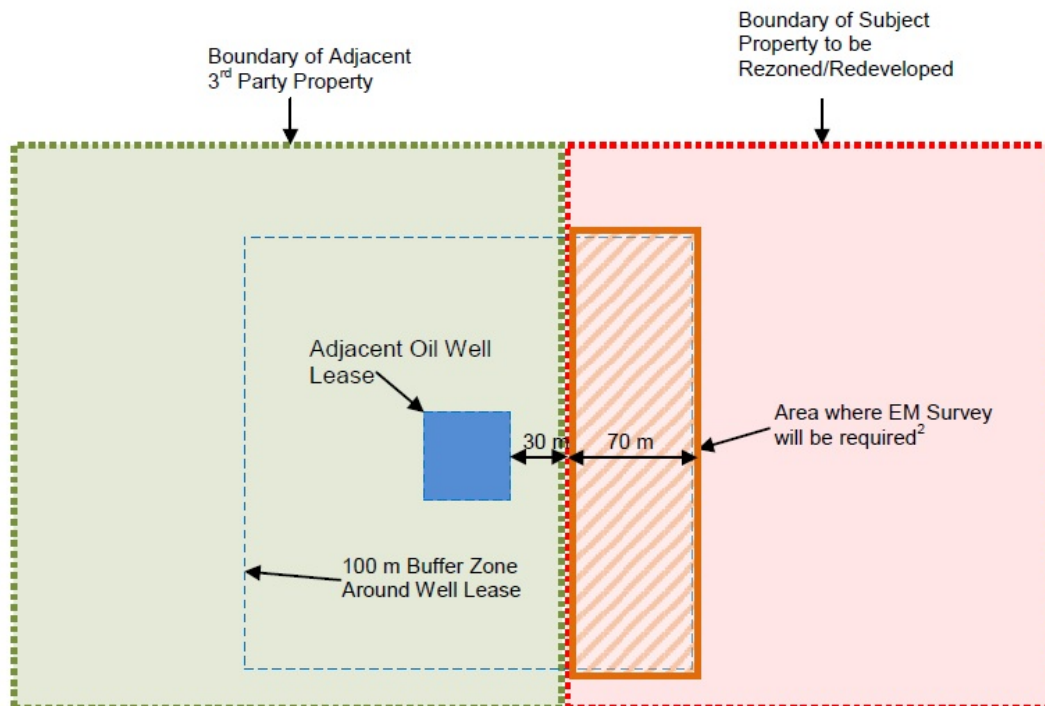 Boundary of Adjacent
3rd Party Property
Boundary of Subject
Property to be
Rezoned/Redeveloped
Adjacent Oil Well
Lease
30 m
70 m
Area where EM Survey
will be required2
100 m Buffer Zone
Around Well Lease